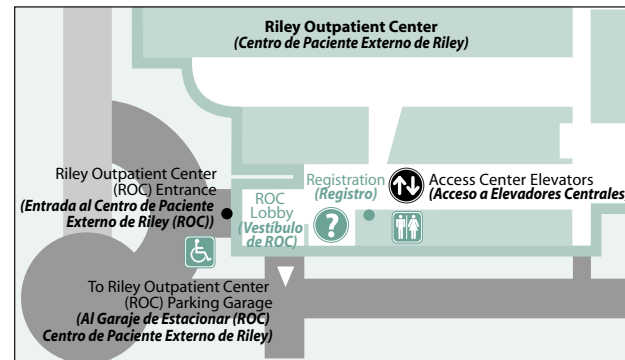 Riley Outpatient Center
(Centro de Paciente Externo de Riley)
Riley Outpatient Center
(ROC) Entrance
(Entrada al Centro de Paciente
Externo de Riley (ROC))
ROC
Lobby
(Vestíbulo
de ROC)
Registration
(Registro)
?
Access Center Elevators
(Acceso a Elevadores Centrales)
To Riley Outpatient Center
(ROC) Parking Garage
(Al Garaje de Estacionar (ROC)
Centro de Paciente Externo de Riley)